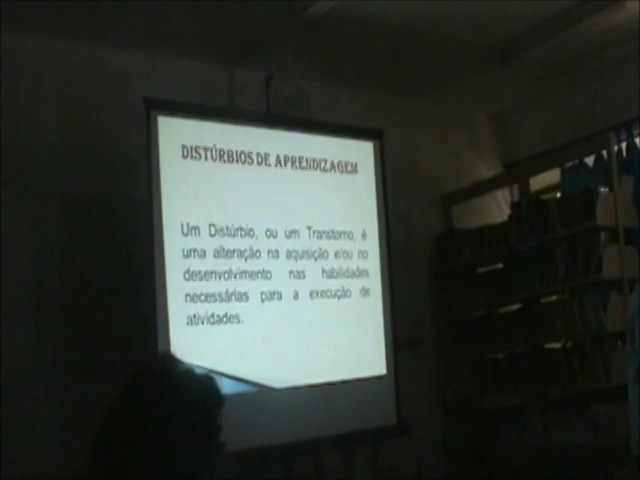 DISTÚRBIOS DE APRENDIZAGEM
Um Distúrbio, ou um Transtorno, é
uma alteração na aquisição e/ou no
desenvolvimento nas habilidades
necessárias para a execução de
atividades.